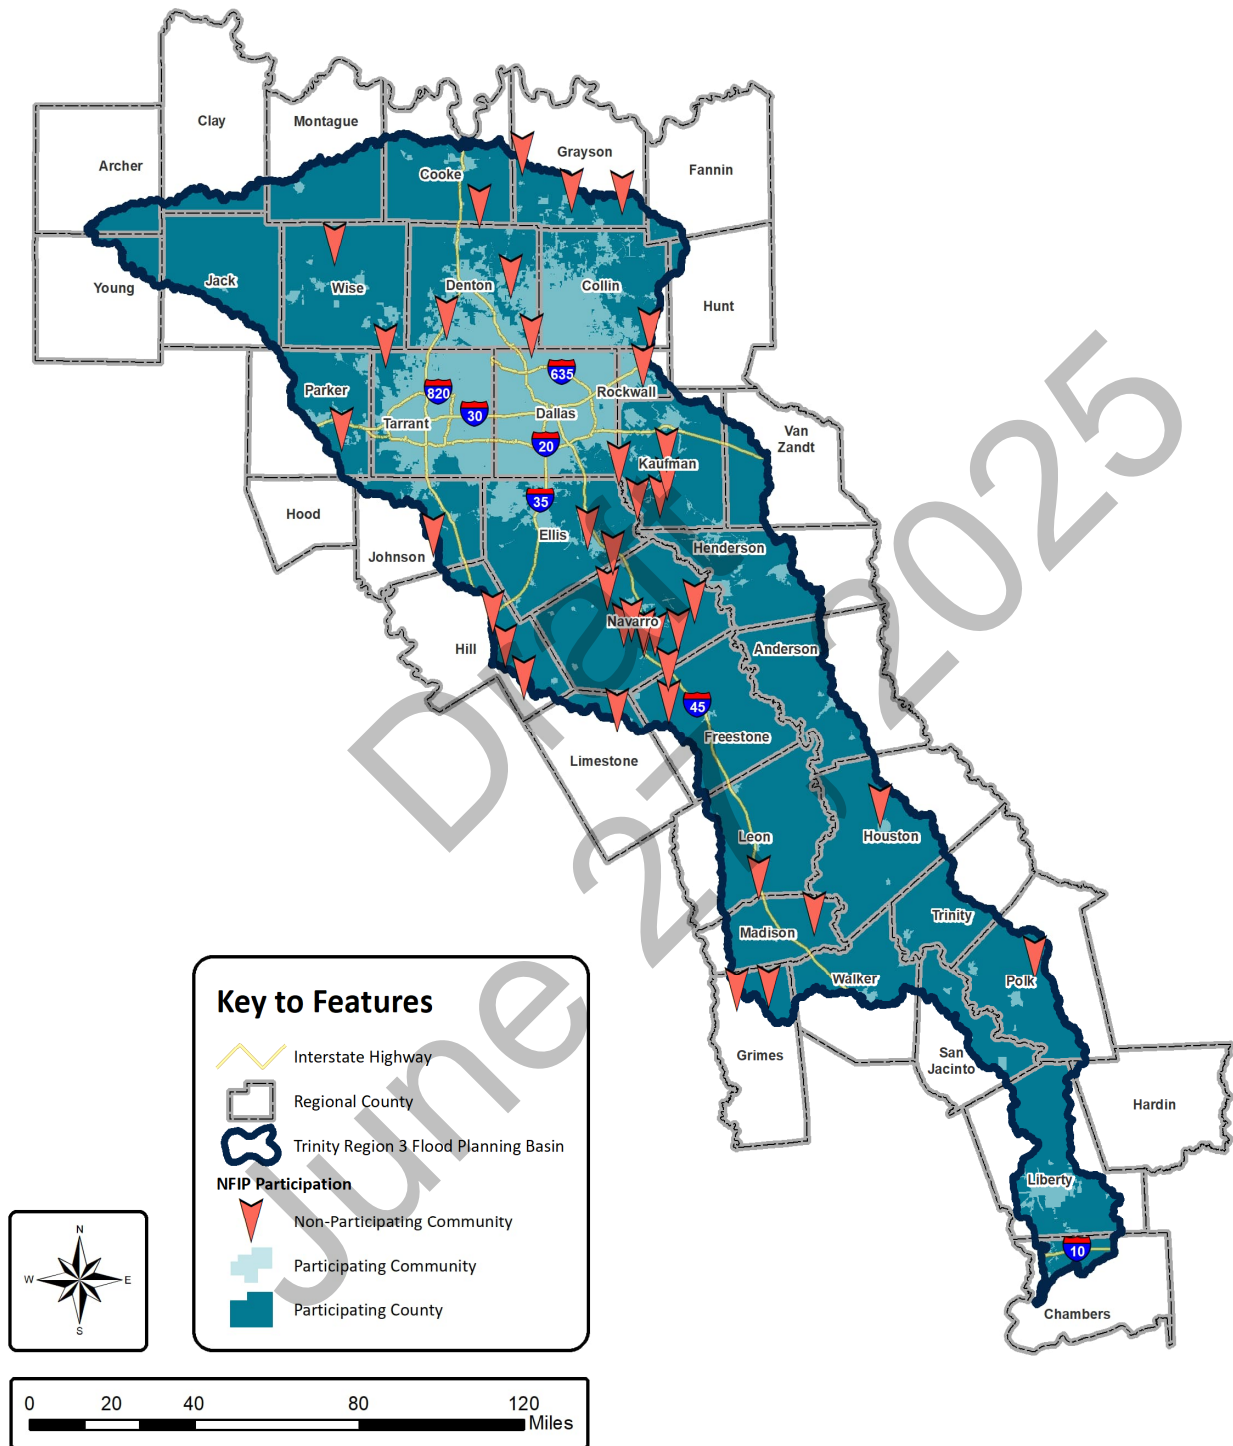 Clay
Montague
Archer
Grayson
Fannin
Cooke
Young
Jack
Wise
Denton
Collin
Hunt
635
820
30
Parker
Rockwall
Tarrant
Dallas
20
Van
Zandt
Kaufman
35
Hood
Ellis
Johnson
Henderson
Navarro
Hill
Anderson
45
Freestone
Limestone
Leon
Houston
Trinity
Madison
Walker
Polk
Grimes
San
Jacinto
Hardin
Liberty
10
Chambers
Draft
June 27, 2025
Key to Features
Interstate Highway
Regional County
Trinity Region 3 Flood Planning Basin
NFIP Participation
Non-Participating Community
Participating Community
Participating County
N
W E
S
0 20 40 80 120
Miles